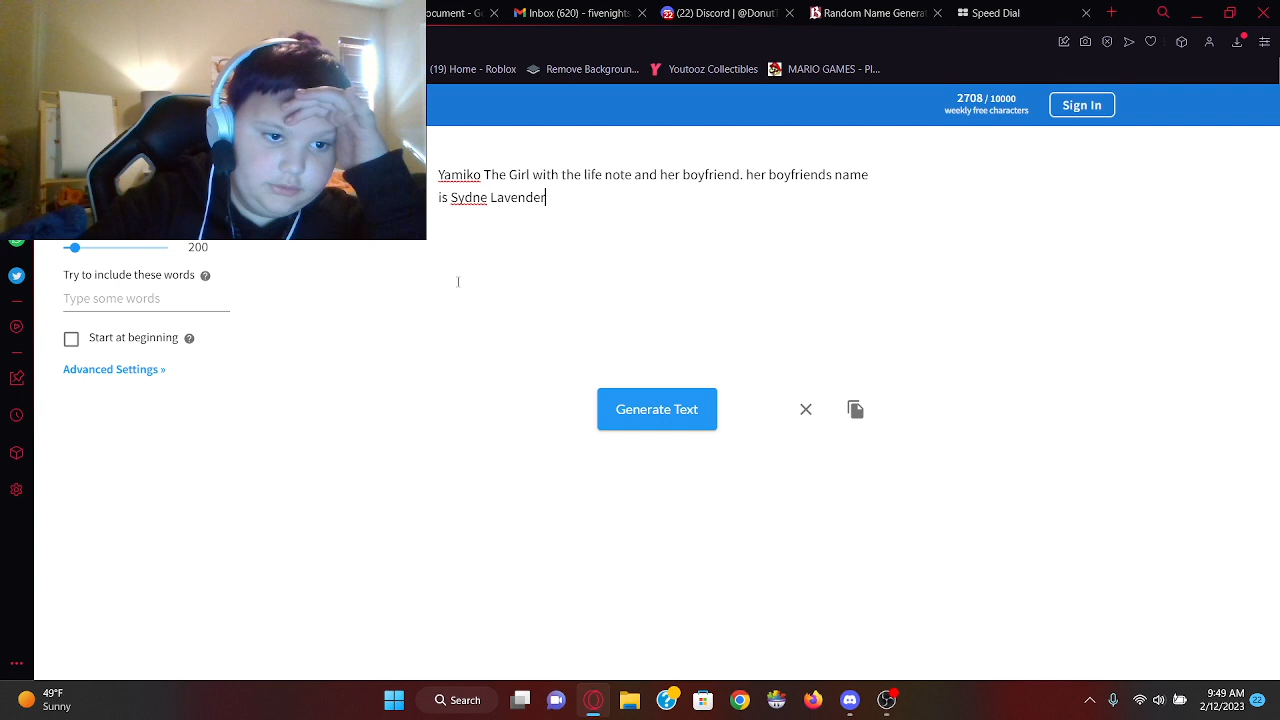 ocument - G
Inbox (620) - fivenights
(22) Discord | @DonutT
Random Name Generat
Speed Dial
(19) Home - Roblox
Remove Backgroun...
Youtooz Collectibles
MARIO GAMES - Pl...
2708 / 10000
weekly free characters
Sign In
Yamiko The Girl with the life note and her boyfriend. her boyfriends name
is Sydne Lavender
200
Try to include these words
Type some words
Start at beginning
Advanced Settings »
Generate Text
49°F
Sunny
Search
9:49 AM
2/12/2023
22